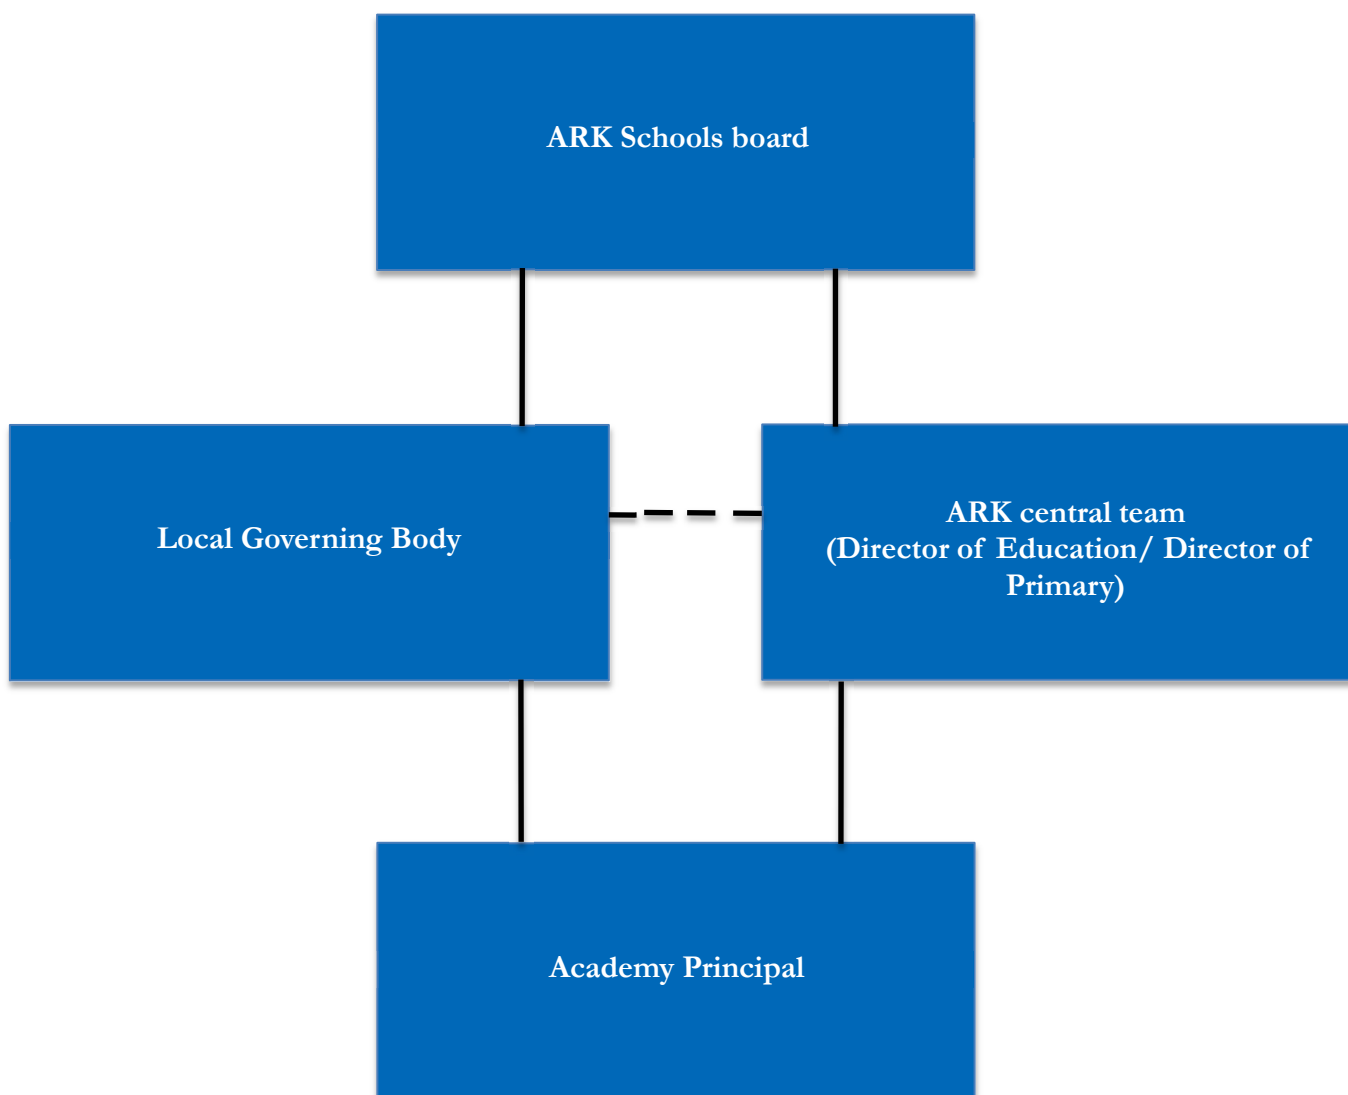 ARK Schools board
Local Governing Body
ARK central team
(Director of Education/ Director of
Primary)
Academy Principal